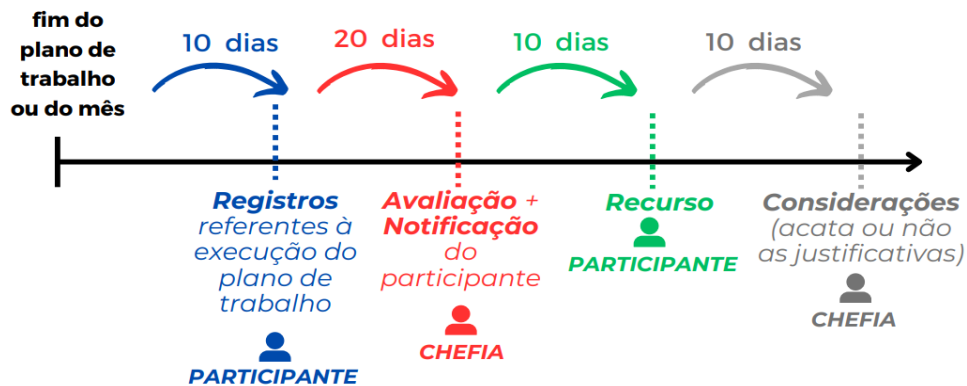 fim do
plano de
trabalho
ou do mês
10 dias
20 dias
10 dias
10 dias
Registros
referentes à
execução do
plano de
trabalho
PARTICIPANTE
Avaliação +
Notificação
do
participante
CHEFIA
Recurso
PARTICIPANTE
Considerações
(acata ou não
as justificativas)
CHEFIA